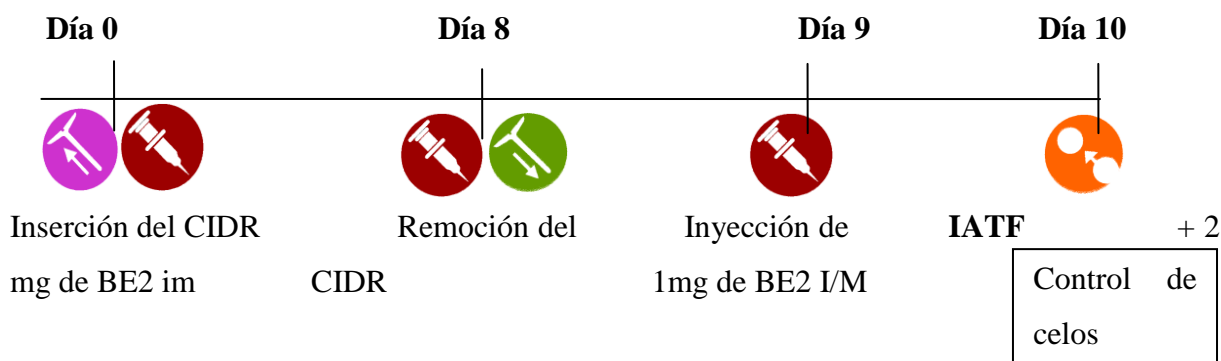 Día 0 Día 8 Día 9 Día 10
Inserción del CIDR Remoción del Inyección de IATF + 2
mg de BE2 im CIDR 1mg de BE2 I/M
Control de
celos